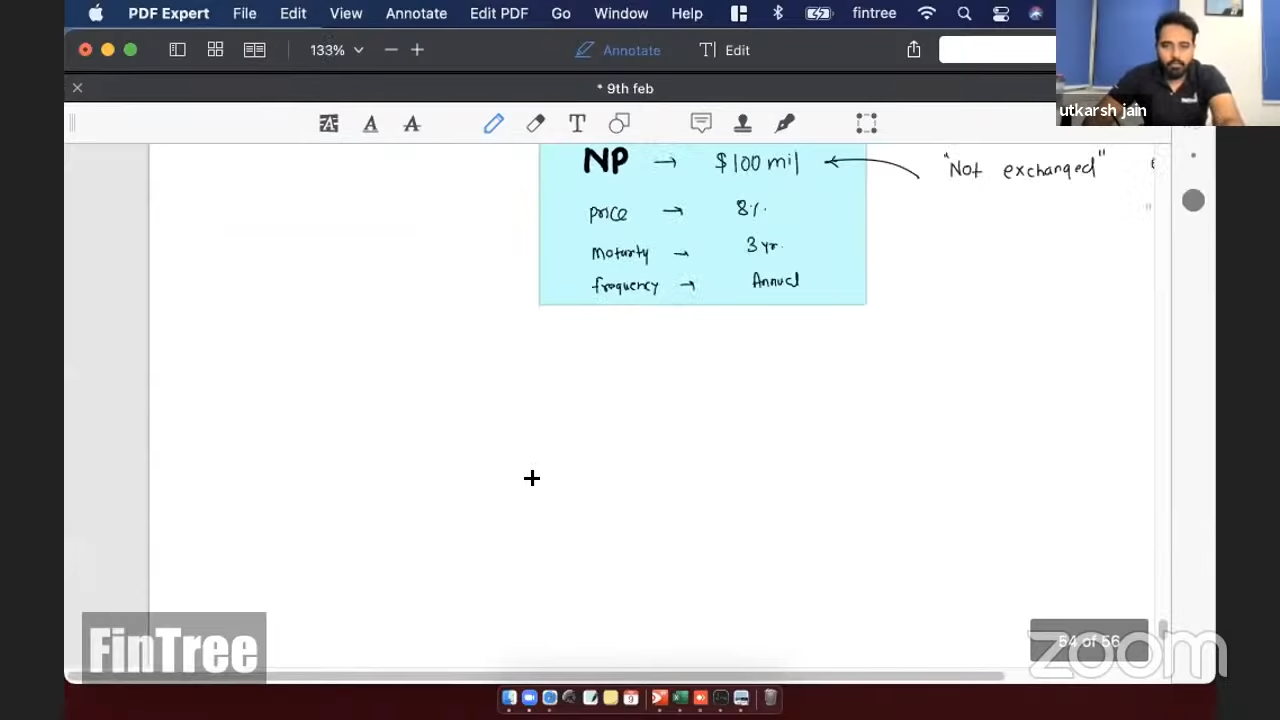 PDF Expert File Edit View Annotate Edit PDF Go Window Help fintree
133% Annotate T| Edit
* 9th feb
utkarsh jain
NP → $100 mil ← "Not exchanged"
price → 8%
Maturty → 3 yr.
frequency → Annual
FinTree
54 of 56
zoom